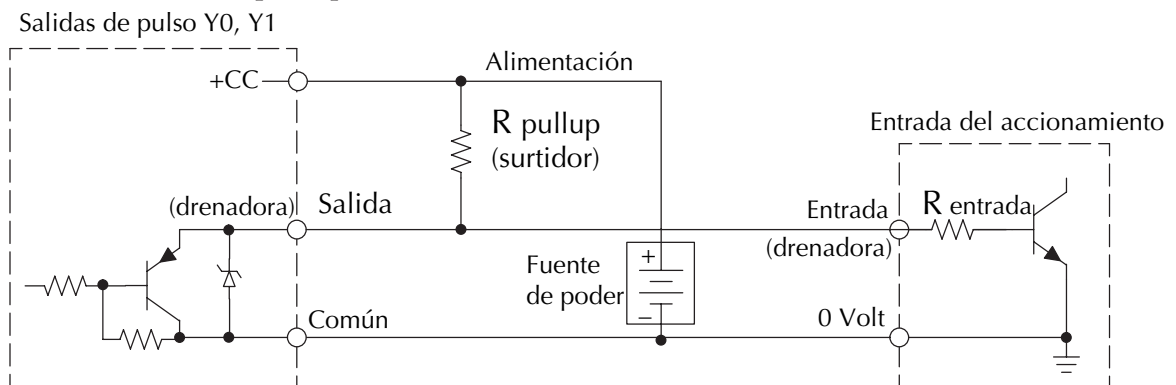 Salidas de pulso Y0, Y1
+CC
Alimentación
R pullup
(surtidor)
Entrada del accionamiento
(drenadora)
Salida
Entrada
(drenadora)
R entrada
+
Fuente
de poder
−
Común
0 Volt